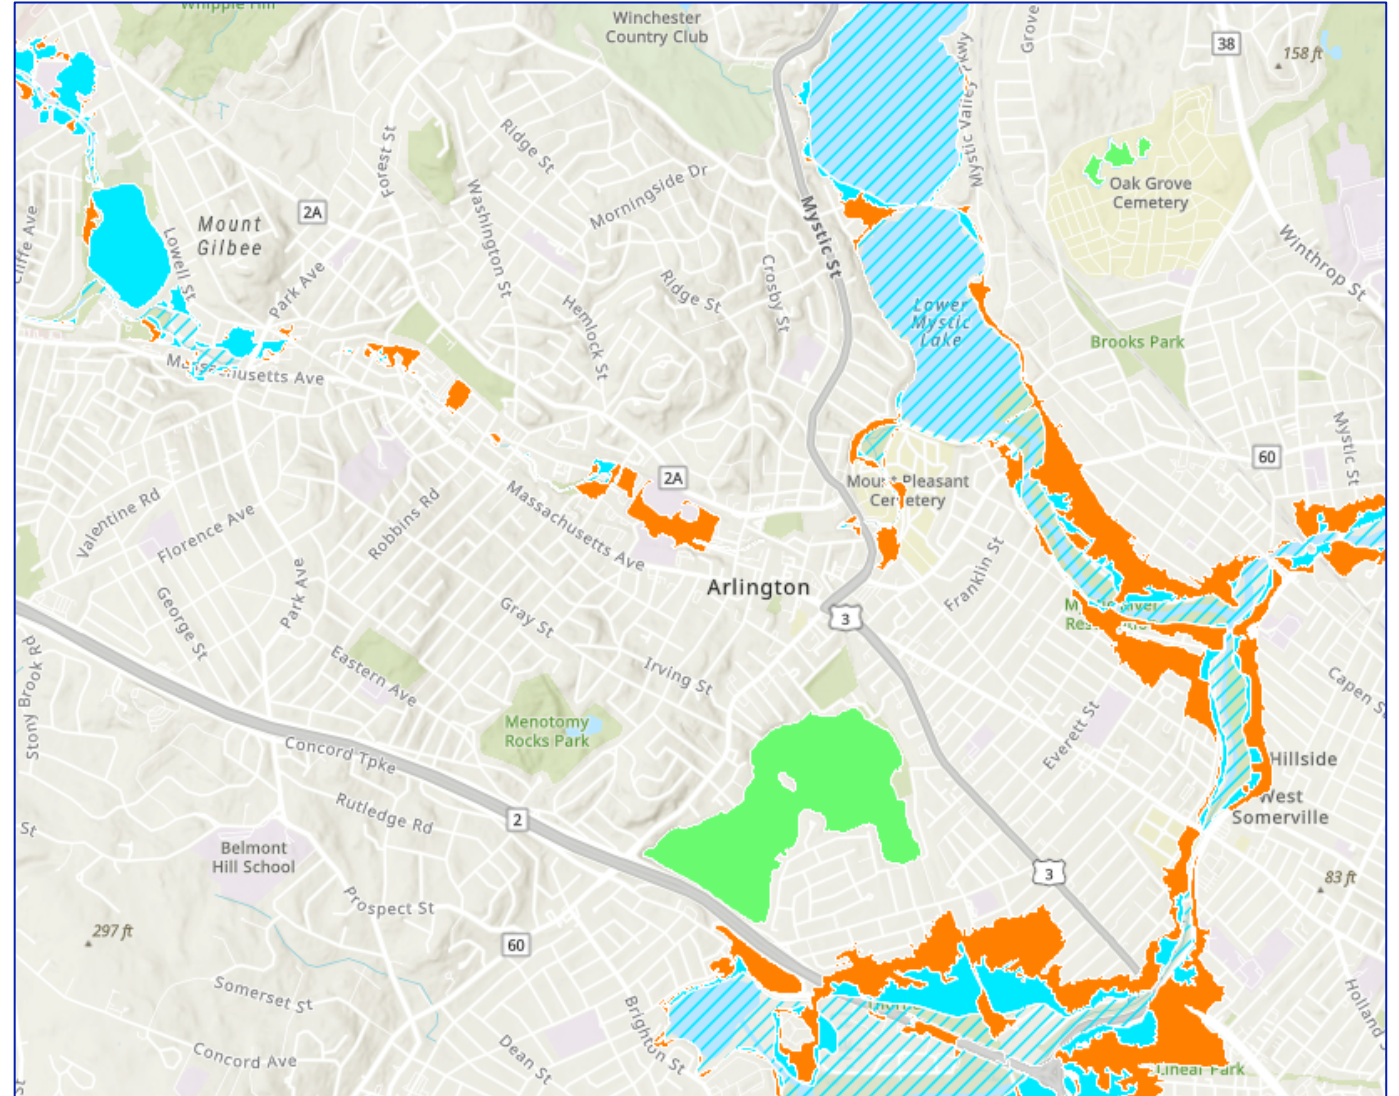 Whipple Hill
Winchester
Country Club
Grove
38
158 ft
Mystic Valley Pkwy
Forest St
Ridge St
Morningside Dr
Oak Grove
Cemetery
2A
Mount
Gilbee
Washington St
Mystic St
Winthrop St
Cliffe Ave
Lowell St
Park Ave
Ridge St
Crosby St
Hemlock St
Lower
Mystic
Lake
Brooks Park
Massachusetts Ave
Mystic St
60
2A
Mount Pleasant
Cemetery
Valentine Rd
Florence Ave
Robbins Rd
Massachusetts Ave
Franklin St
Arlington
Park Ave
George St
Gray St
3
Stony Brook Rd
Eastern Ave
Irving St
Capen S
Menotomy
Rocks Park
Everett St
Concord Tpke
Hillside
West
Somerville
Rutledge Rd
2
St
Belmont
Hill School
3
83 ft
Prospect St
297 ft
60
Somerset St
Brighton St
Holland
Concord Ave
Dean St
Linear Park
St